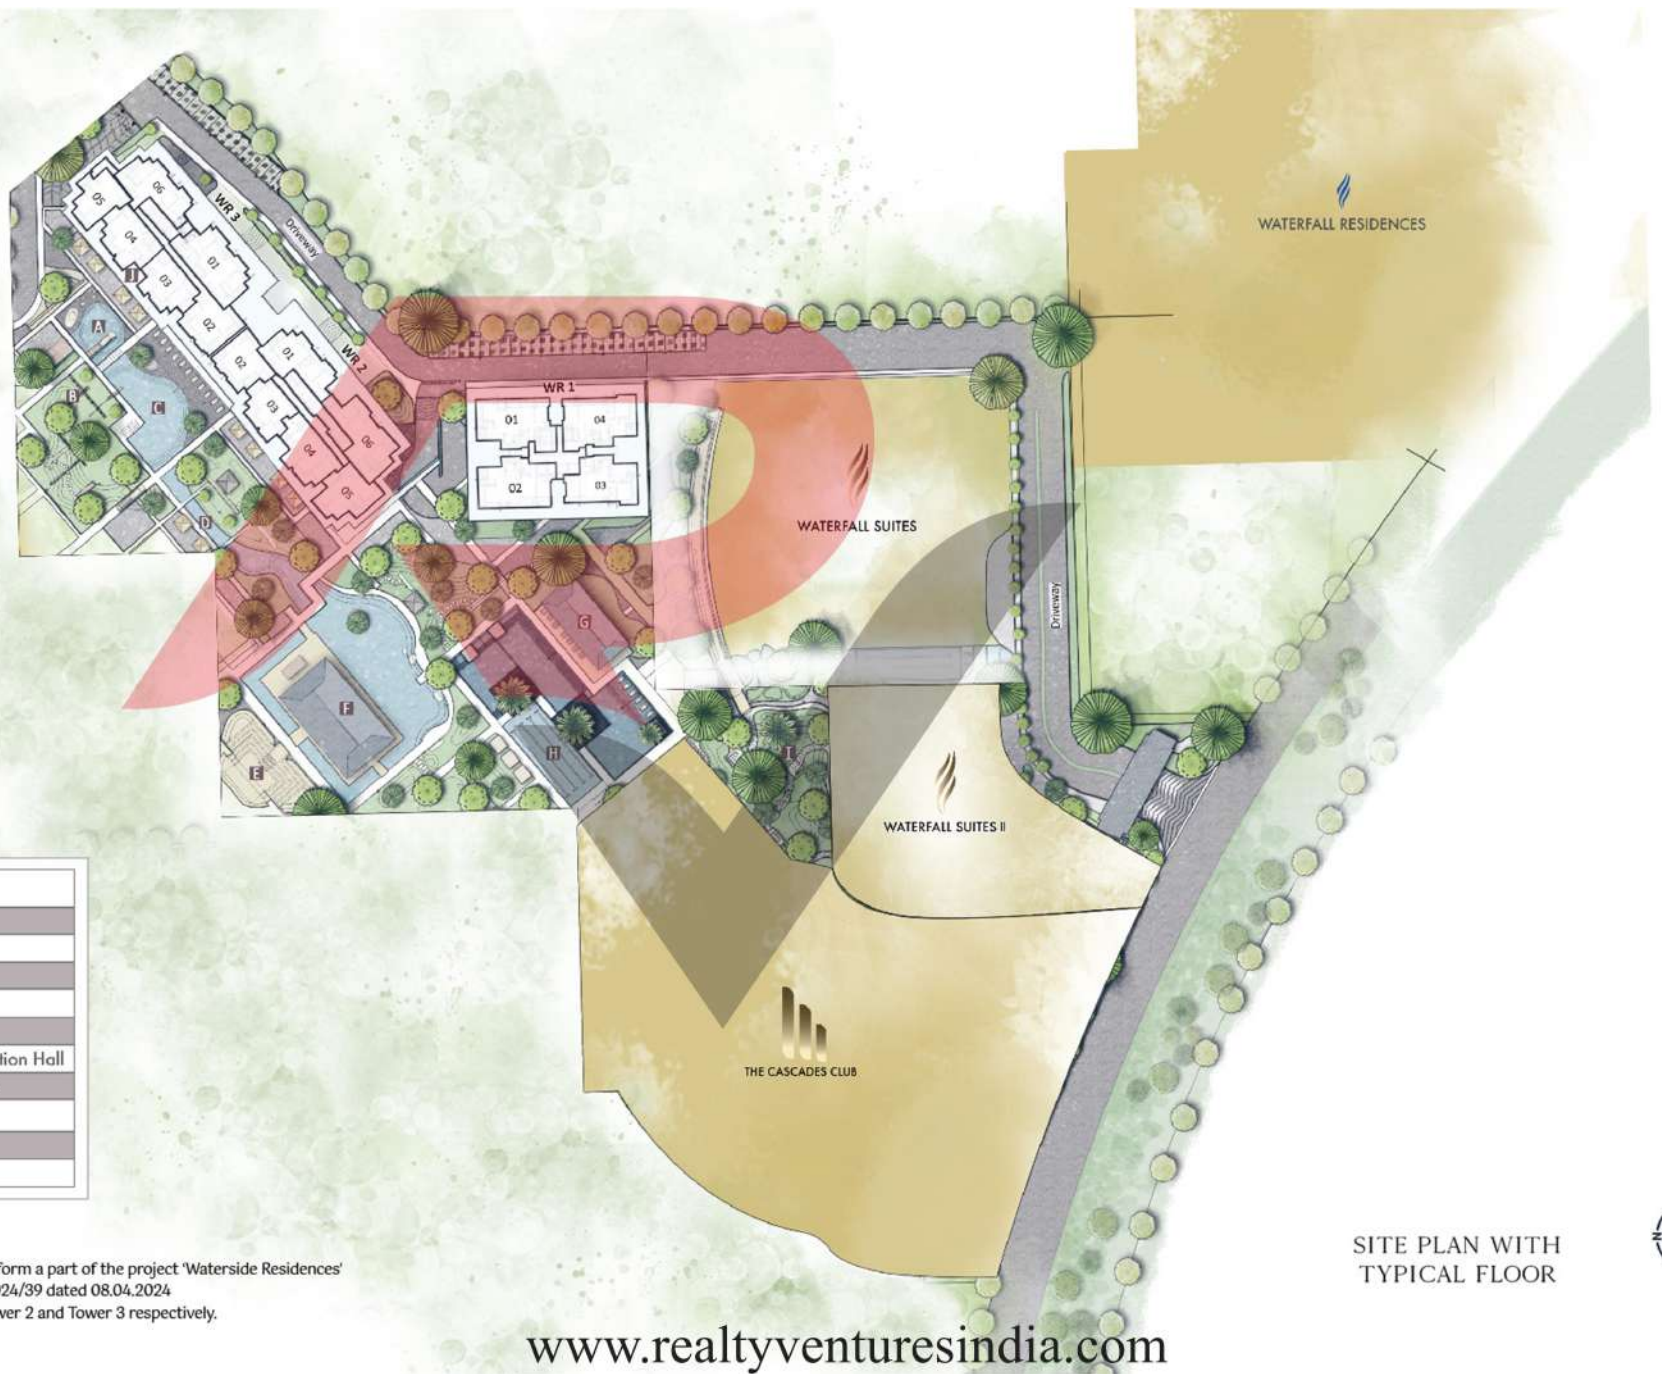 WATERFALL RESIDENCES
06
05
WR 3
04
01
Driveway
J
03
02
A
WR 2
01
02
B
C
03
06
04
05
D
WR 1
01
04
02
03
WATERFALL SUITES
Driveway
G
F
H
I
E
WATERFALL SUITES II
THE CASCADES CLUB
tion Hall
form a part of the project ‘Waterside Residences’
24/39 dated 08.04.2024
wer 2 and Tower 3 respectively.
SITE PLAN WITH
TYPICAL FLOOR
N
www.realtyventuresindia.com